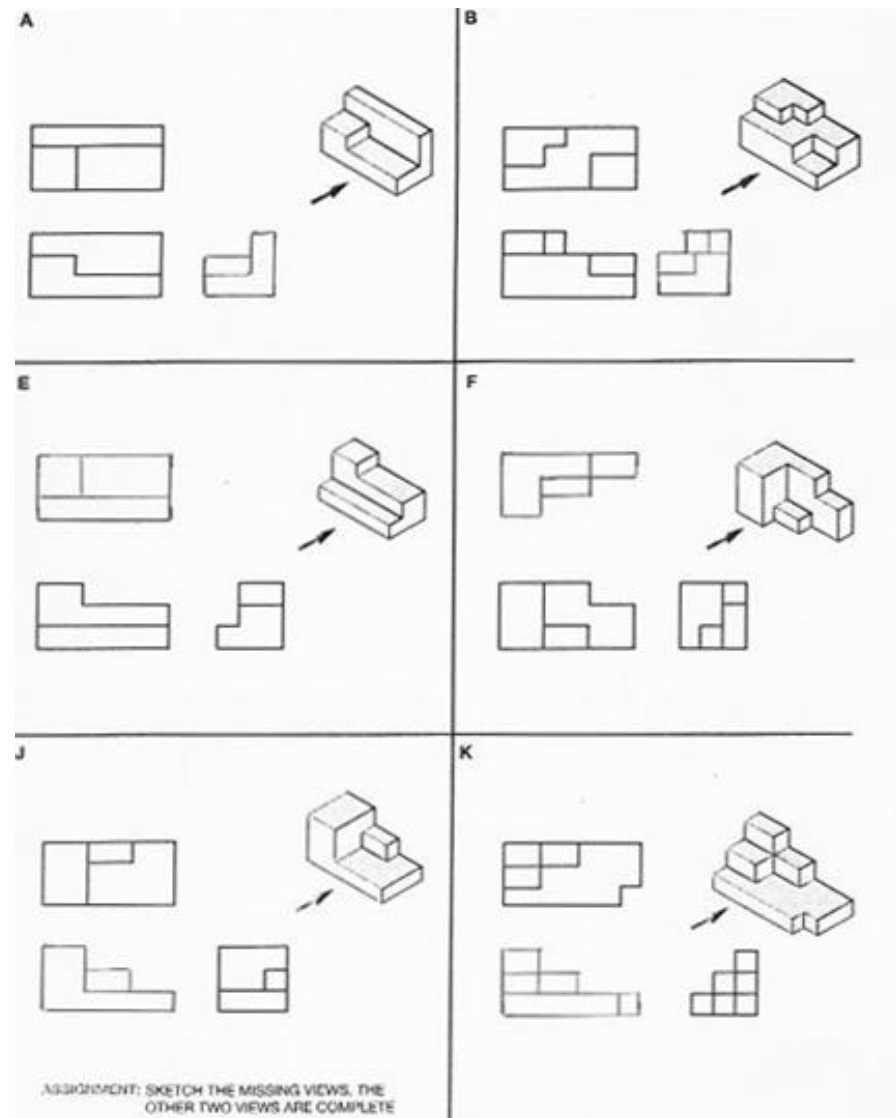 A
B
E
F
J
K
ASSIGNMENT: SKETCH THE MISSING VIEWS. THE
OTHER TWO VIEWS ARE COMPLETE